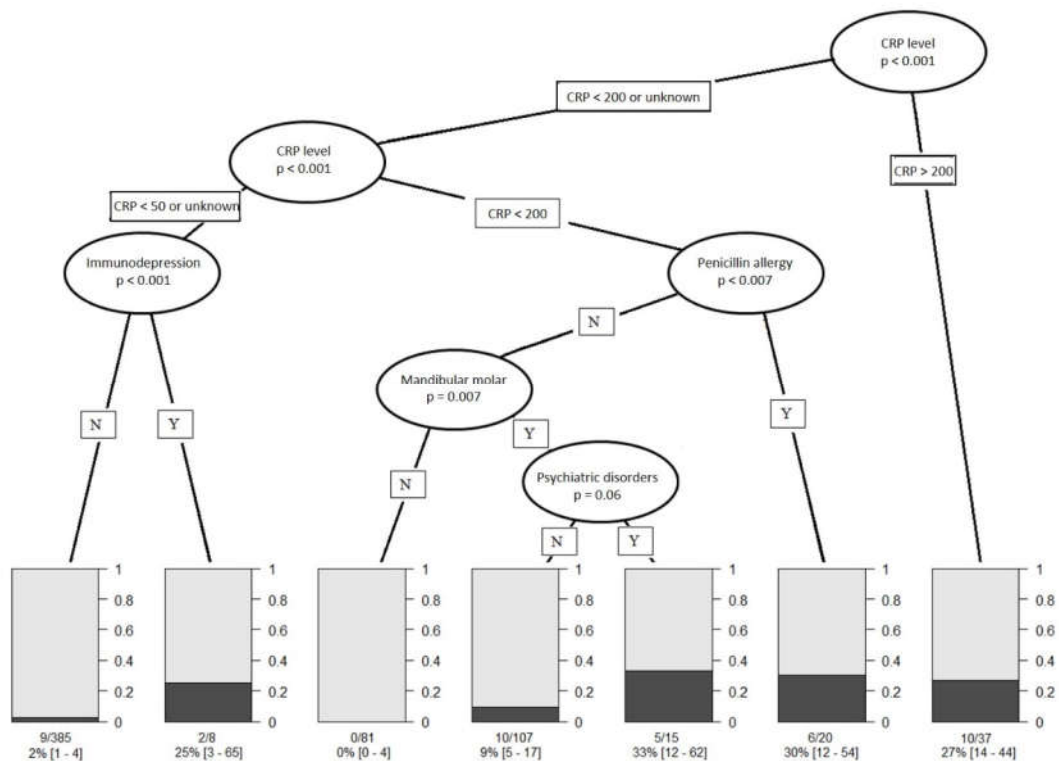 CRP level
p < 0.001
CRP < 200 or unknown
CRP level
p < 0.001
CRP > 200
CRP < 50 or unknown
CRP < 200
Immunodepression
p < 0.001
Penicillin allergy
p < 0.007
N
Mandibular molar
p = 0.007
N
Y
Y
Y
Psychiatric disorders
p = 0.06
N
N
Y
1
0.8
0.6
0.4
0.2
0
1
0.8
0.6
0.4
0.2
0
1
0.8
0.6
0.4
0.2
0
1
0.8
0.6
0.4
0.2
0
1
0.8
0.6
0.4
0.2
0
1
0.8
0.6
0.4
0.2
0
1
0.8
0.6
0.4
0.2
0
9/385
2% [1 - 4]
2/8
25% [3 - 65]
0/81
0% [0 - 4]
10/107
9% [5 - 17]
5/15
33% [12 - 62]
6/20
30% [12 - 54]
10/37
27% [14 - 44]